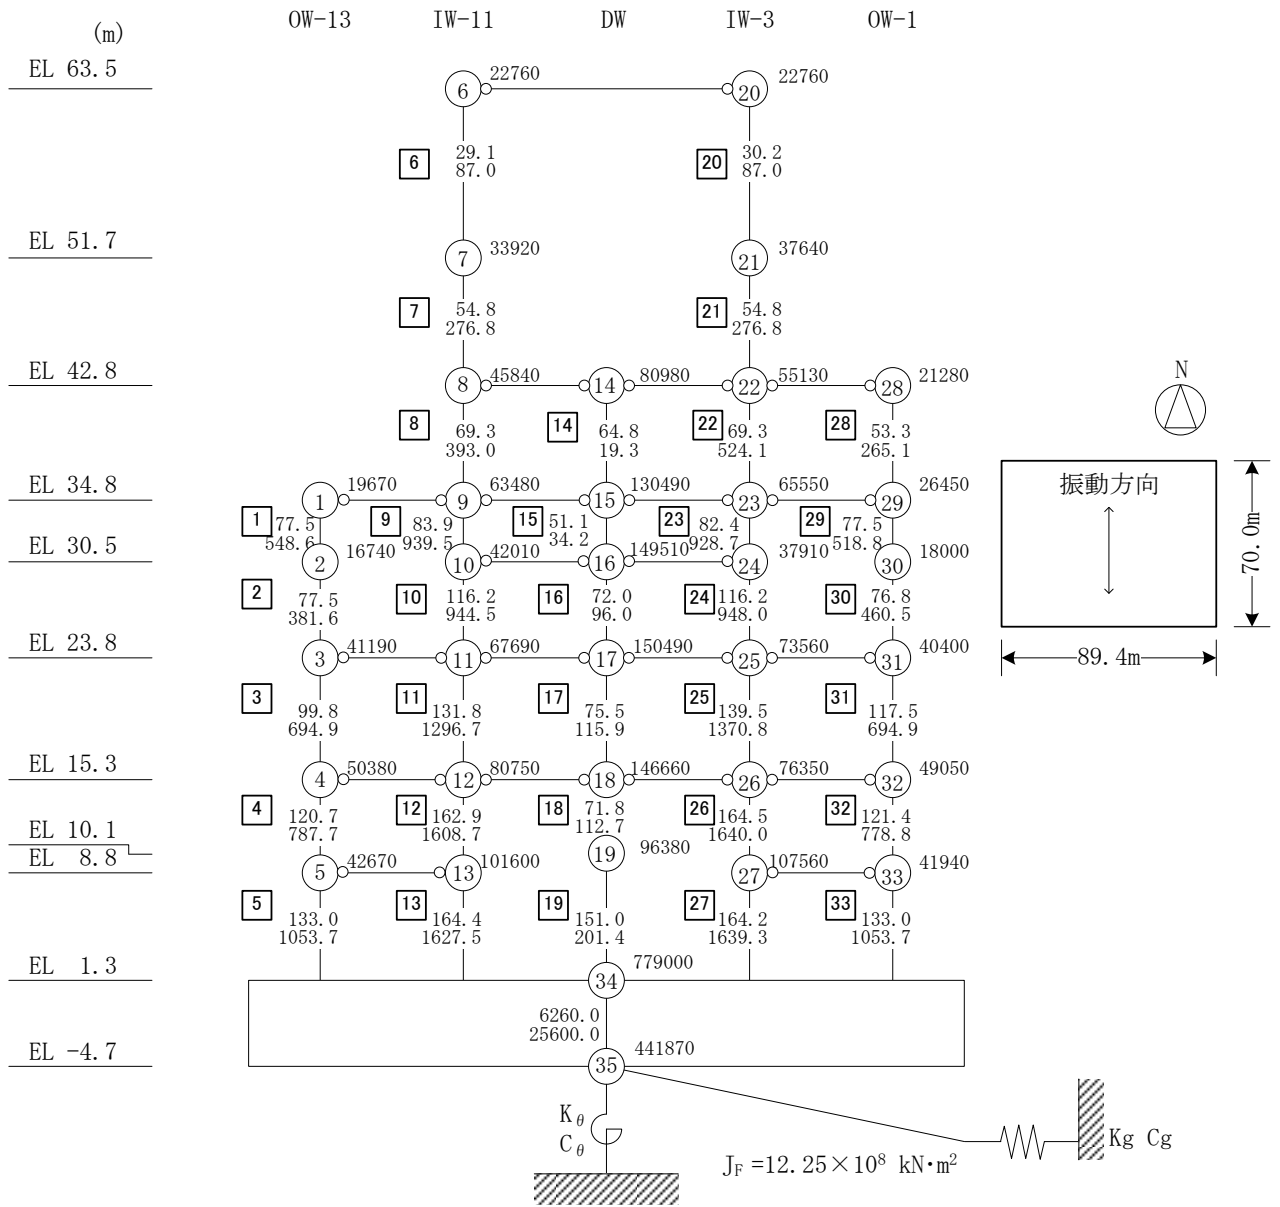 OW-13 IW-11 DW IW-3 OW-1
(m)
EL 63.5
6 22760 20 22760
6 29.1 20 30.2
87.0 87.0
EL 51.7
7 33920 21 37640
7 54.8 21 54.8
276.8 276.8
EL 42.8
8 45840 14 80980 22 55130 28 21280
8 69.3 14 64.8 22 69.3 28 53.3
393.0 19.3 524.1 265.1
EL 34.8
1 19670 9 63480 15 130490 23 65550 29 26450
1 77.5 9 83.9 15 51.1 23 82.4 29 77.5
548.6 939.5 34.2 928.7 518.8
EL 30.5
2 16740 10 42010 16 149510 24 37910 30 18000
2 77.5 10 116.2 16 72.0 24 116.2 30 76.8
381.6 944.5 96.0 948.0 460.5
EL 23.8
3 41190 11 67690 17 150490 25 73560 31 40400
3 99.8 11 131.8 17 75.5 25 139.5 31 117.5
694.9 1296.7 115.9 1370.8 694.9
EL 15.3
4 50380 12 80750 18 146660 26 76350 32 49050
4 120.7 12 162.9 18 71.8 26 164.5 32 121.4
787.7 1608.7 112.7 1640.0 778.8
EL 10.1
19 96380
EL 8.8
5 42670 13 101600 27 107560 33 41940
5 133.0 13 164.4 19 151.0 27 164.2 33 133.0
1053.7 1627.5 201.4 1639.3 1053.7
EL 1.3
34 779000
6260.0
25600.0
EL -4.7
35 441870
Kθ
Cθ
Kg Cg
JF =12.25×10⁸ kN・m²
N
振動方向
70.0m
89.4m